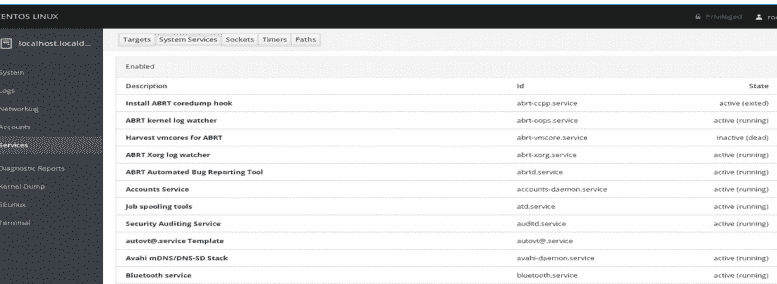 CENTOS LINUX
Privileged
localhost.locald...
Targets System Services Sockets Timers Paths
System
Logs
Networking
Accounts
Services
Diagnostic Reports
Kernel Dump
SELinux
Terminal
Enabled
Description Id State
Install ABRT coredump hook abrt-ccpp.service active (exited)
ABRT kernel log watcher abrt-oops.service active (running)
Harvest vmcores for ABRT abrt-vmcore.service inactive (dead)
ABRT Xorg log watcher abrt-xorg.service active (running)
ABRT Automated Bug Reporting Tool abrtd.service active (running)
Accounts Service accounts-daemon.service active (running)
Job spooling tools atd.service active (running)
Security Auditing Service auditd.service active (running)
autovt@.service Template autovt@.service
Avahi mDNS/DNS-SD Stack avahi-daemon.service active (running)
Bluetooth service bluetooth.service active (running)